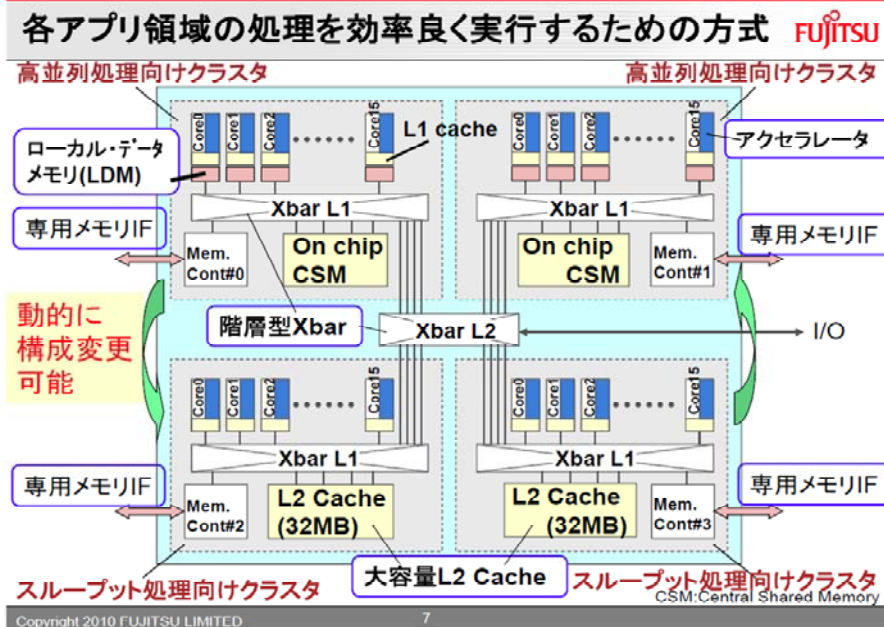 各アプリ領域の処理を効率良く実行するための方式
FUJITSU
高並列処理向けクラスタ
高並列処理向けクラスタ
Core0
Core1
Core2
Core15
L1 cache
Core0
Core1
Core2
Core15
ローカル・データ
メモリ(LDM)
アクセラレータ
Xbar L1
Xbar L1
専用メモリIF
専用メモリIF
Mem.
Cont#0
On chip
CSM
On chip
CSM
Mem.
Cont#1
動的に
構成変更
可能
階層型Xbar
Xbar L2
I/O
Core0
Core1
Core2
Core15
Core0
Core1
Core2
Core15
Xbar L1
Xbar L1
専用メモリIF
専用メモリIF
Mem.
Cont#2
L2 Cache
(32MB)
L2 Cache
(32MB)
Mem.
Cont#3
大容量L2 Cache
スループット処理向けクラスタ
スループット処理向けクラスタ
CSM:Central Shared Memory
Copyright 2010 FUJITSU LIMITED
7